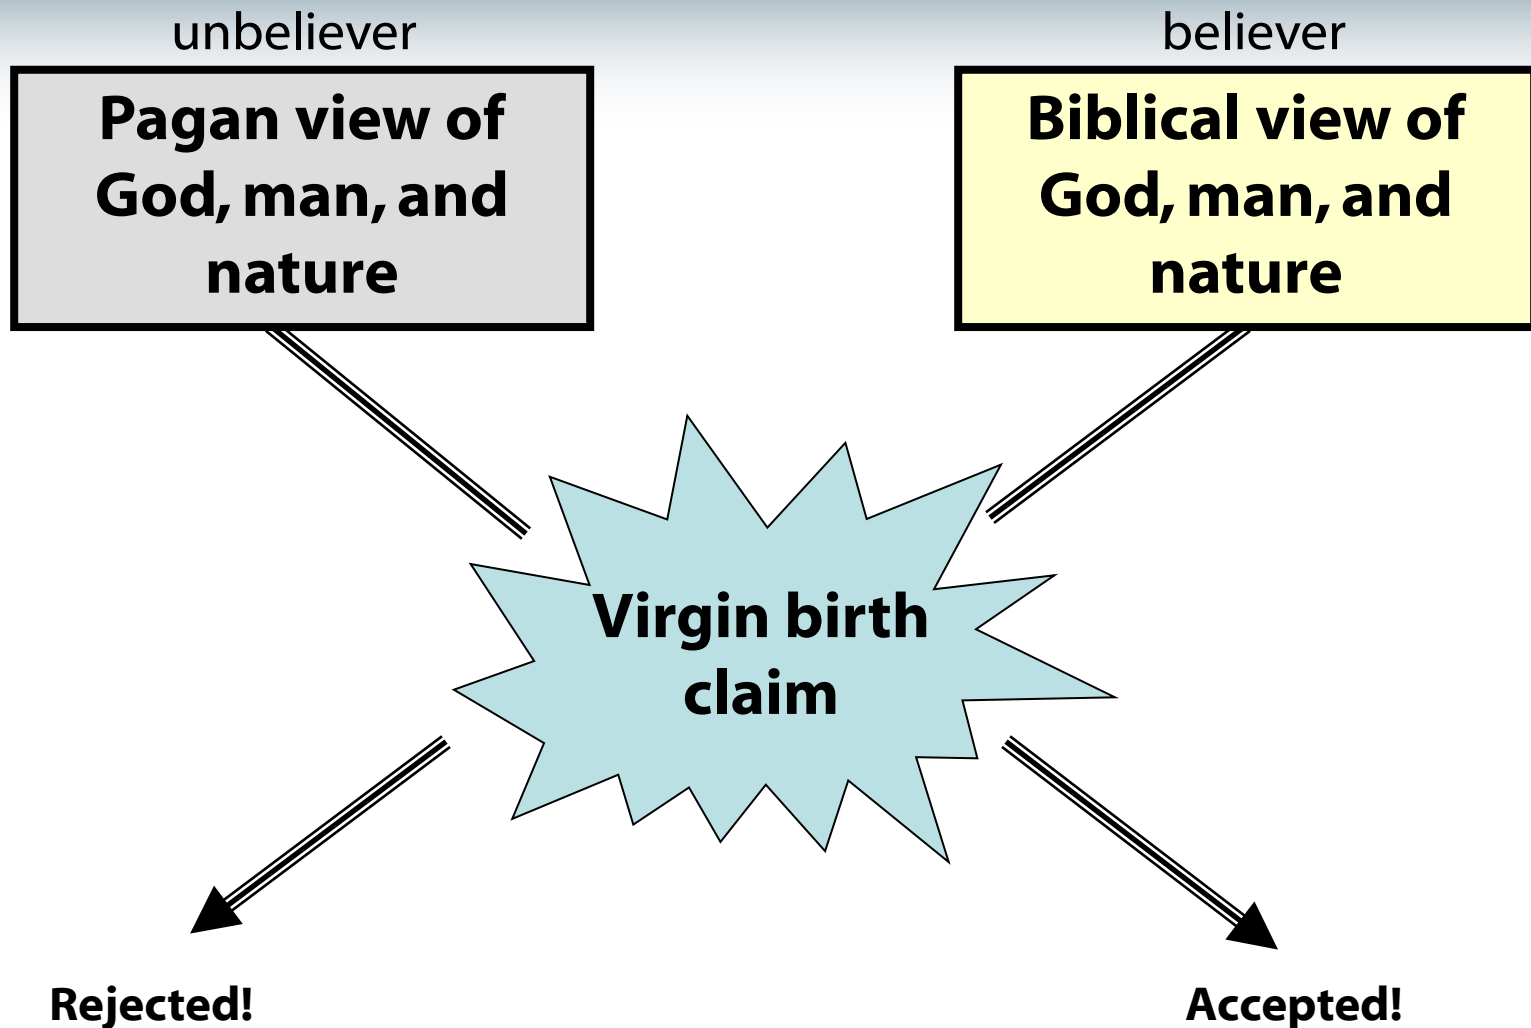 unbeliever
Pagan view of
God, man, and
nature
believer
Biblical view of
God, man, and
nature
Virgin birth
claim
Rejected!
Accepted!